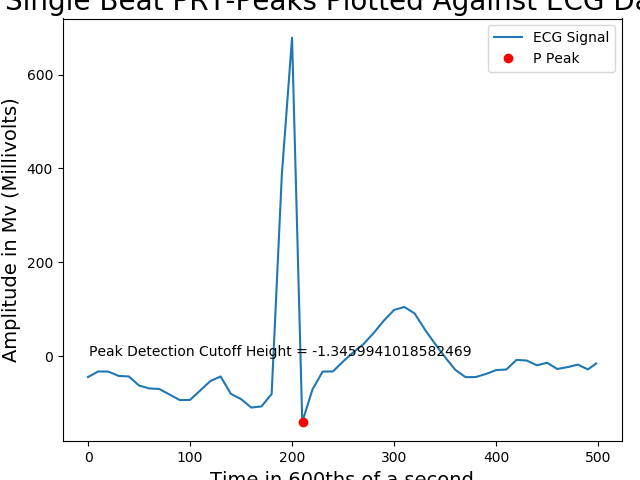 Single Beat PRT-Peaks Plotted Against ECG Da
ECG Signal
P Peak
Amplitude in Mv (Millivolts)
600
400
200
0
Peak Detection Cutoff Height = -1.3459941018582469
0 100 200 300 400 500
Time in 600ths of a second